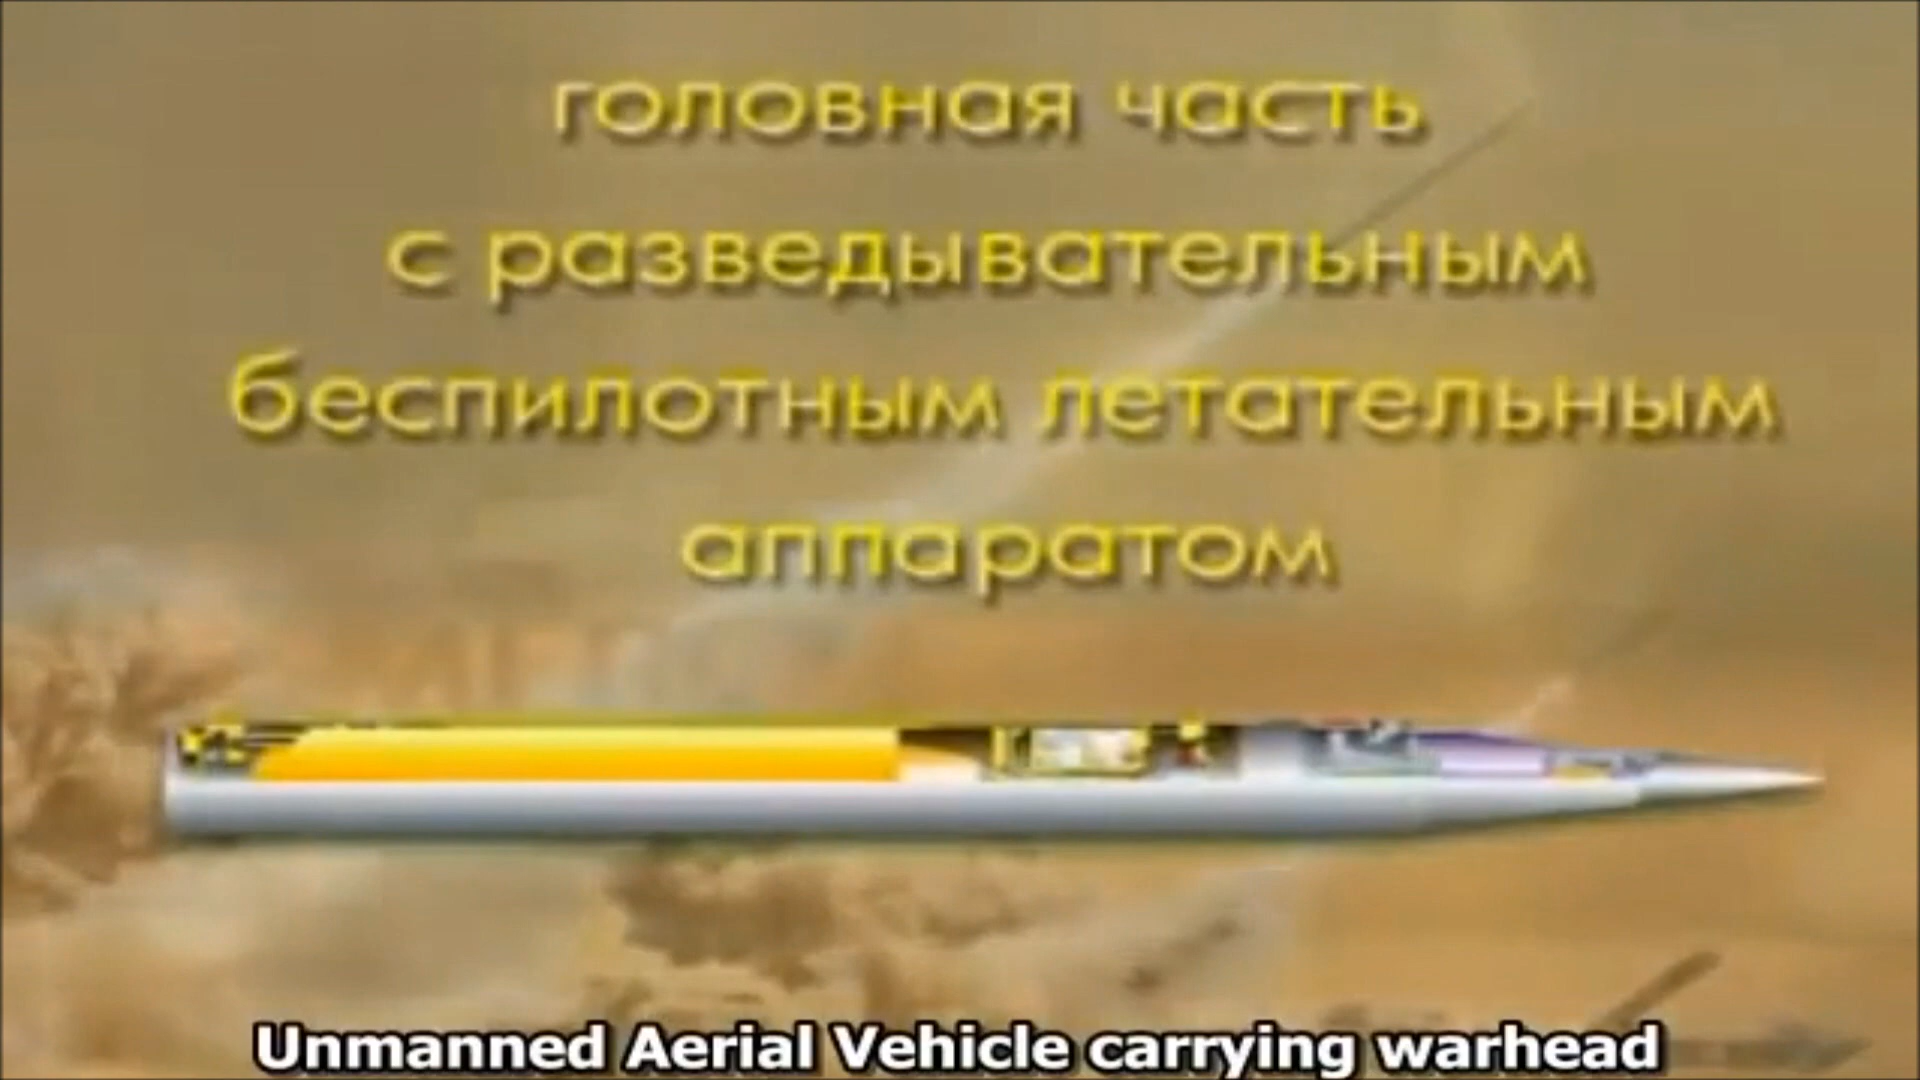 головная часть
с разведывательным
беспилотным летательным
аппаратом
Unmanned Aerial Vehicle carrying warhead